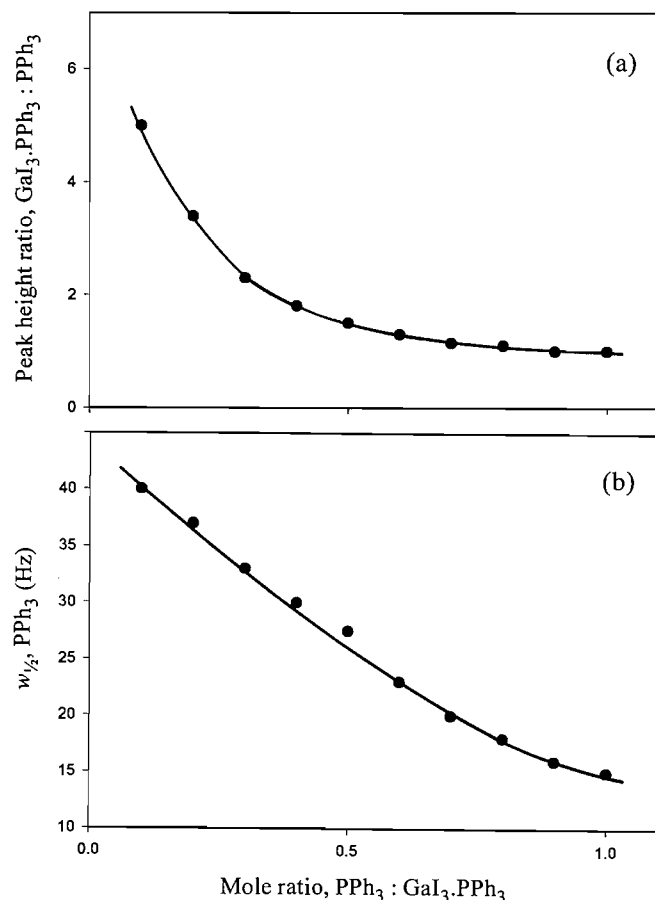 (a)
Peak height ratio, GaI₃.PPh₃ : PPh₃
6
4
2
0
(b)
w½, PPh₃ (Hz)
40
35
30
25
20
15
10
0.0 0.5 1.0
Mole ratio, PPh₃ : GaI₃.PPh₃